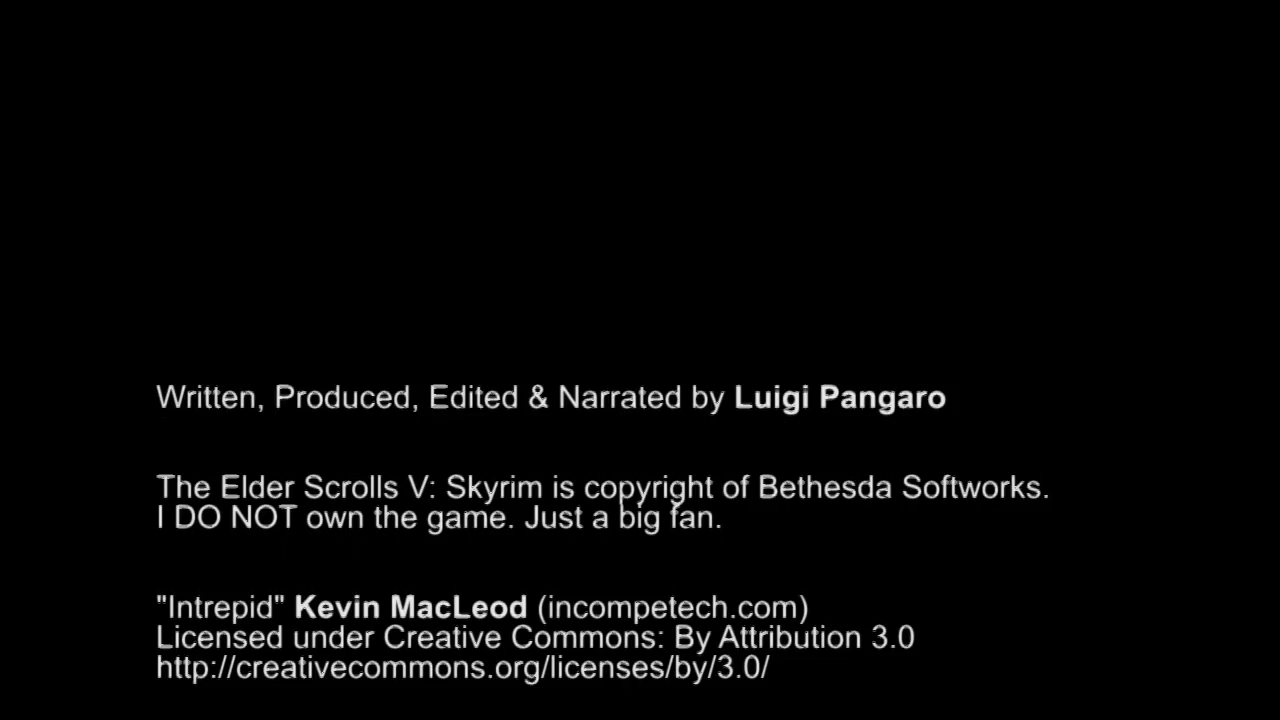 Written, Produced, Edited & Narrated by Luigi Pangaro
The Elder Scrolls V: Skyrim is copyright of Bethesda Softworks.
I DO NOT own the game. Just a big fan.
"Intrepid" Kevin MacLeod (incompetech.com)
Licensed under Creative Commons: By Attribution 3.0
http://creativecommons.org/licenses/by/3.0/